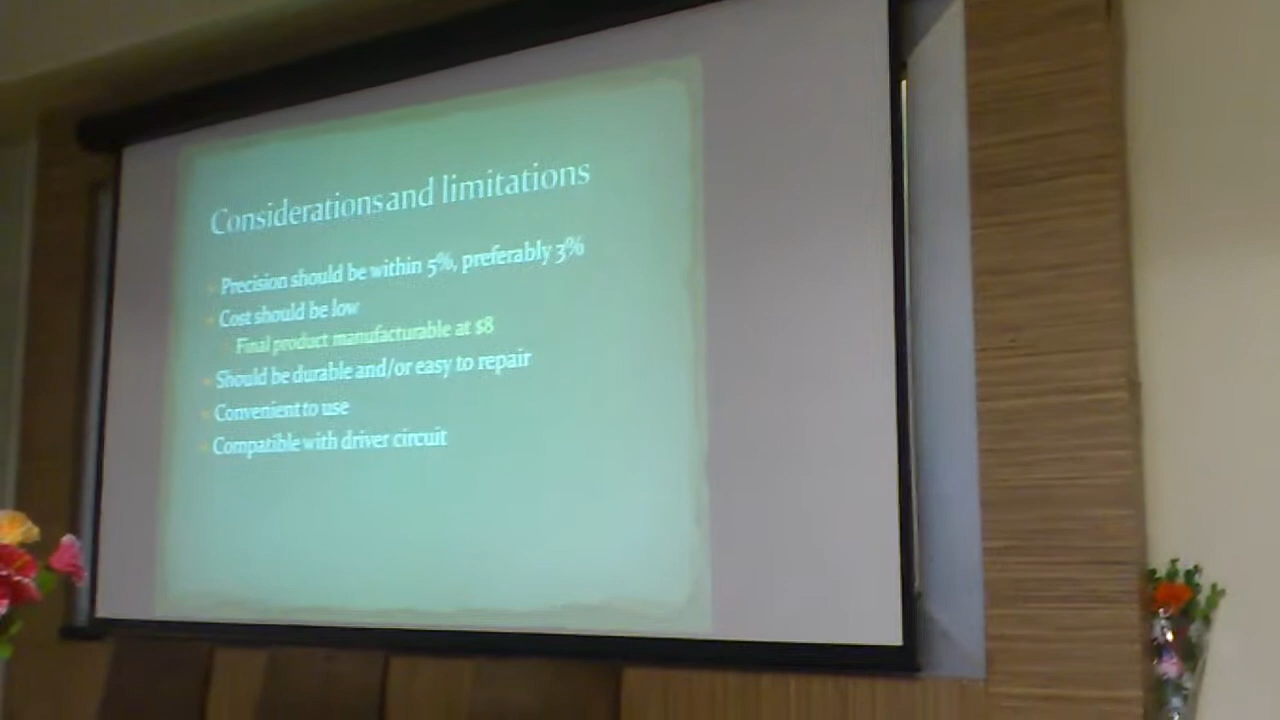 Considerations and limitations
Precision should be within 5%, preferably 3%
Cost should be low
Final product manufacturable at $8
Should be durable and/or easy to repair
Convenient to use
Compatible with driver circuit